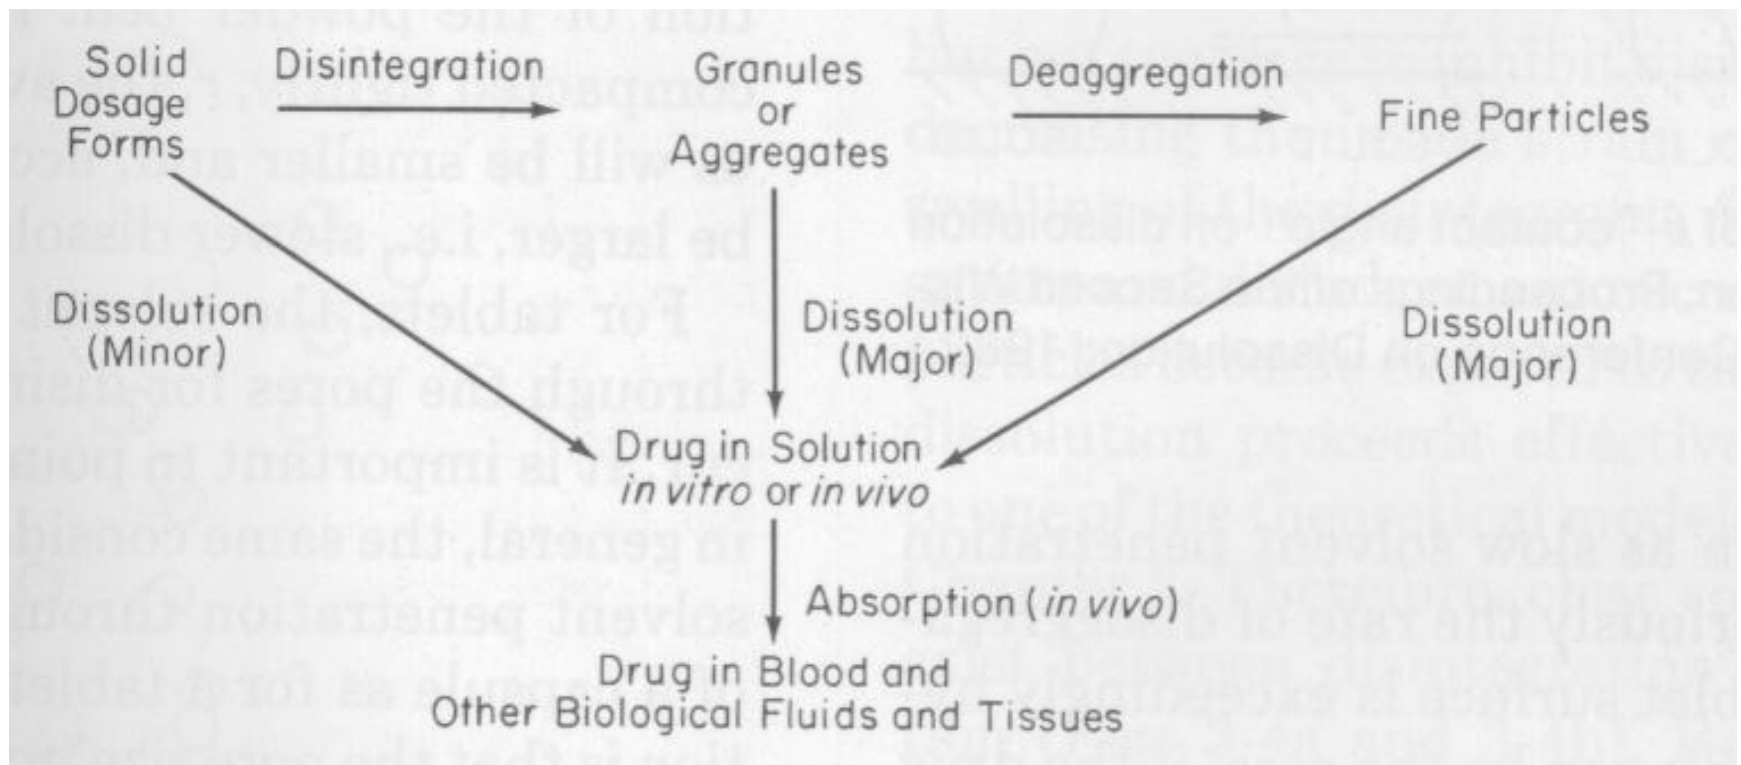 Solid
Dosage
Forms
Disintegration
Granules
or
Aggregates
Deaggregation
Fine Particles
Dissolution
(Minor)
Dissolution
(Major)
Dissolution
(Major)
Drug in Solution
in vitro or in vivo
Absorption (in vivo)
Drug in Blood and
Other Biological Fluids and Tissues